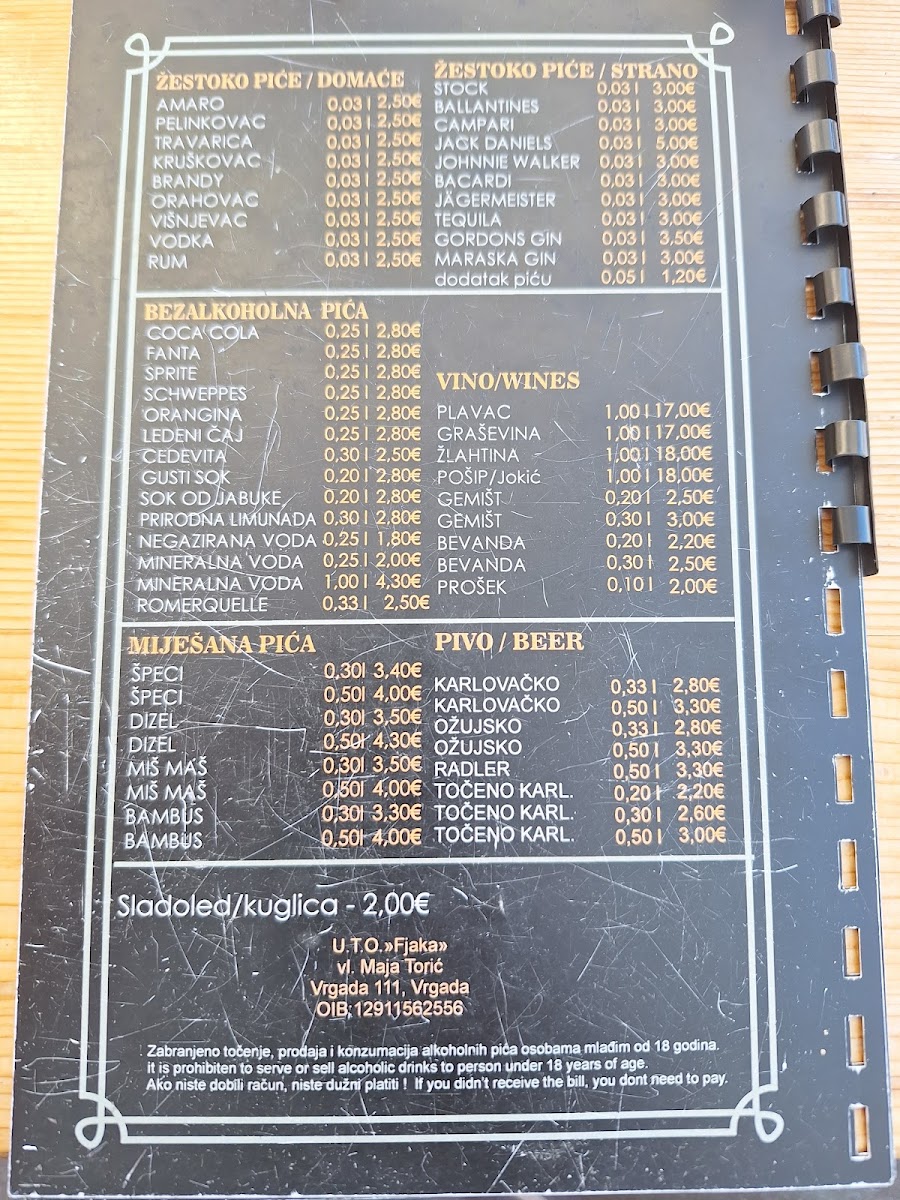 ŽESTOKO PIĆE / DOMAĆE
AMARO 0,03 l 2,50€
PELINKOVAC 0,03 l 2,50€
TRAVARICA 0,03 l 2,50€
KRUŠKOVAC 0,03 l 2,50€
BRANDY 0,03 l 2,50€
ORAHOVAC 0,03 l 2,50€
VIŠNJEVAC 0,03 l 2,50€
VODKA 0,03 l 2,50€
RUM 0,03 l 2,50€
ŽESTOKO PIĆE / STRANO
STOCK 0,03 l 3,00€
BALLANTINES 0,03 l 3,00€
CAMPARI 0,03 l 3,00€
JACK DANIELS 0,03 l 5,00€
JOHNNIE WALKER 0,03 l 3,00€
BACARDI 0,03 l 3,00€
JÄGERMEISTER 0,03 l 3,00€
TEQUILA 0,03 l 3,00€
GORDONS GIN 0,03 l 3,50€
MARASKA GIN 0,03 l 3,00€
dodatak piću 0,05 l 1,20€
BEZALKOHOLNA PIĆA
COCA COLA 0,25 l 2,80€
FANTA 0,25 l 2,80€
SPRITE 0,25 l 2,80€
SCHWEPPES 0,25 l 2,80€
ORANGINA 0,25 l 2,80€
LEDENI ČAJ 0,25 l 2,80€
CEDEVITA 0,30 l 2,50€
GUSTI SOK 0,20 l 2,80€
SOK OD JABUKE 0,20 l 2,80€
PRIRODNA LIMUNADA 0,30 l 2,80€
NEGAZIRANA VODA 0,25 l 1,80€
MINERALNA VODA 0,25 l 2,00€
MINERALNA VODA 1,00 l 4,30€
ROMERQUELLE 0,33 l 2,50€
VINO/WINES
PLAVAC 1,00 l 17,00€
GRAŠEVINA 1,00 l 17,00€
ŽLAHTINA 1,00 l 18,00€
POŠIP/Jokić 1,00 l 18,00€
GEMIŠT 0,20 l 2,50€
GEMIŠT 0,30 l 3,00€
BEVANDA 0,20 l 2,20€
BEVANDA 0,30 l 2,50€
PROŠEK 0,10 l 2,00€
MIJEŠANA PIĆA
ŠPECI 0,30l 3,40€
ŠPECI 0,50l 4,00€
DIZEL 0,30l 3,50€
DIZEL 0,50l 4,30€
MIŠ MAŠ 0,30l 3,50€
MIŠ MAŠ 0,50l 4,00€
BAMBUS 0,30l 3,30€
BAMBUS 0,50l 4,00€
PIVO / BEER
KARLOVAČKO 0,33 l 2,80€
KARLOVAČKO 0,50 l 3,30€
OŽUJSKO 0,33 l 2,80€
OŽUJSKO 0,50 l 3,30€
RADLER 0,50 l 3,30€
TOČENO KARL. 0,20 l 2,20€
TOČENO KARL. 0,30 l 2,60€
TOČENO KARL. 0,50 l 3,00€
Sladoled/kuglica - 2,00€
U.T.O.»Fjaka»
vl. Maja Torić
Vrgada 111, Vrgada
OIB:12911562556
Zabranjeno točenje, prodaja i konzumacija alkoholnih pića osobama mlađim od 18 godina.
it is prohibiten to serve or sell alcoholic drinks to person under 18 years of age.
Ako niste dobili račun, niste dužni platiti ! If you didn't receive the bill, you dont need to pay.